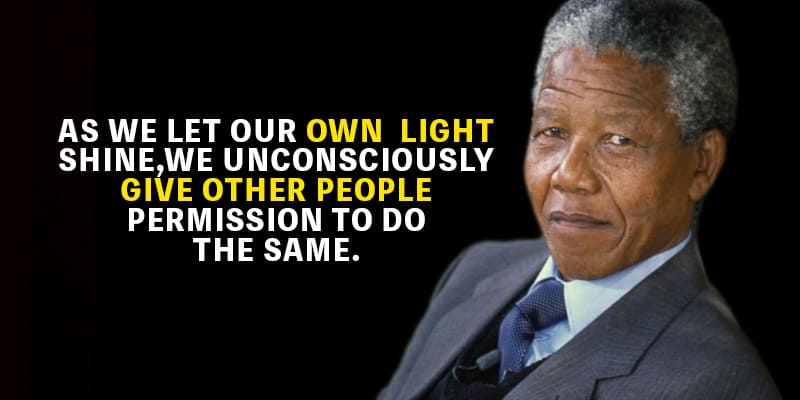 AS WE LET OUR OWN  LIGHT
SHINE,WE UNCONSCIOUSLY
GIVE OTHER PEOPLE
PERMISSION TO DO
THE SAME.